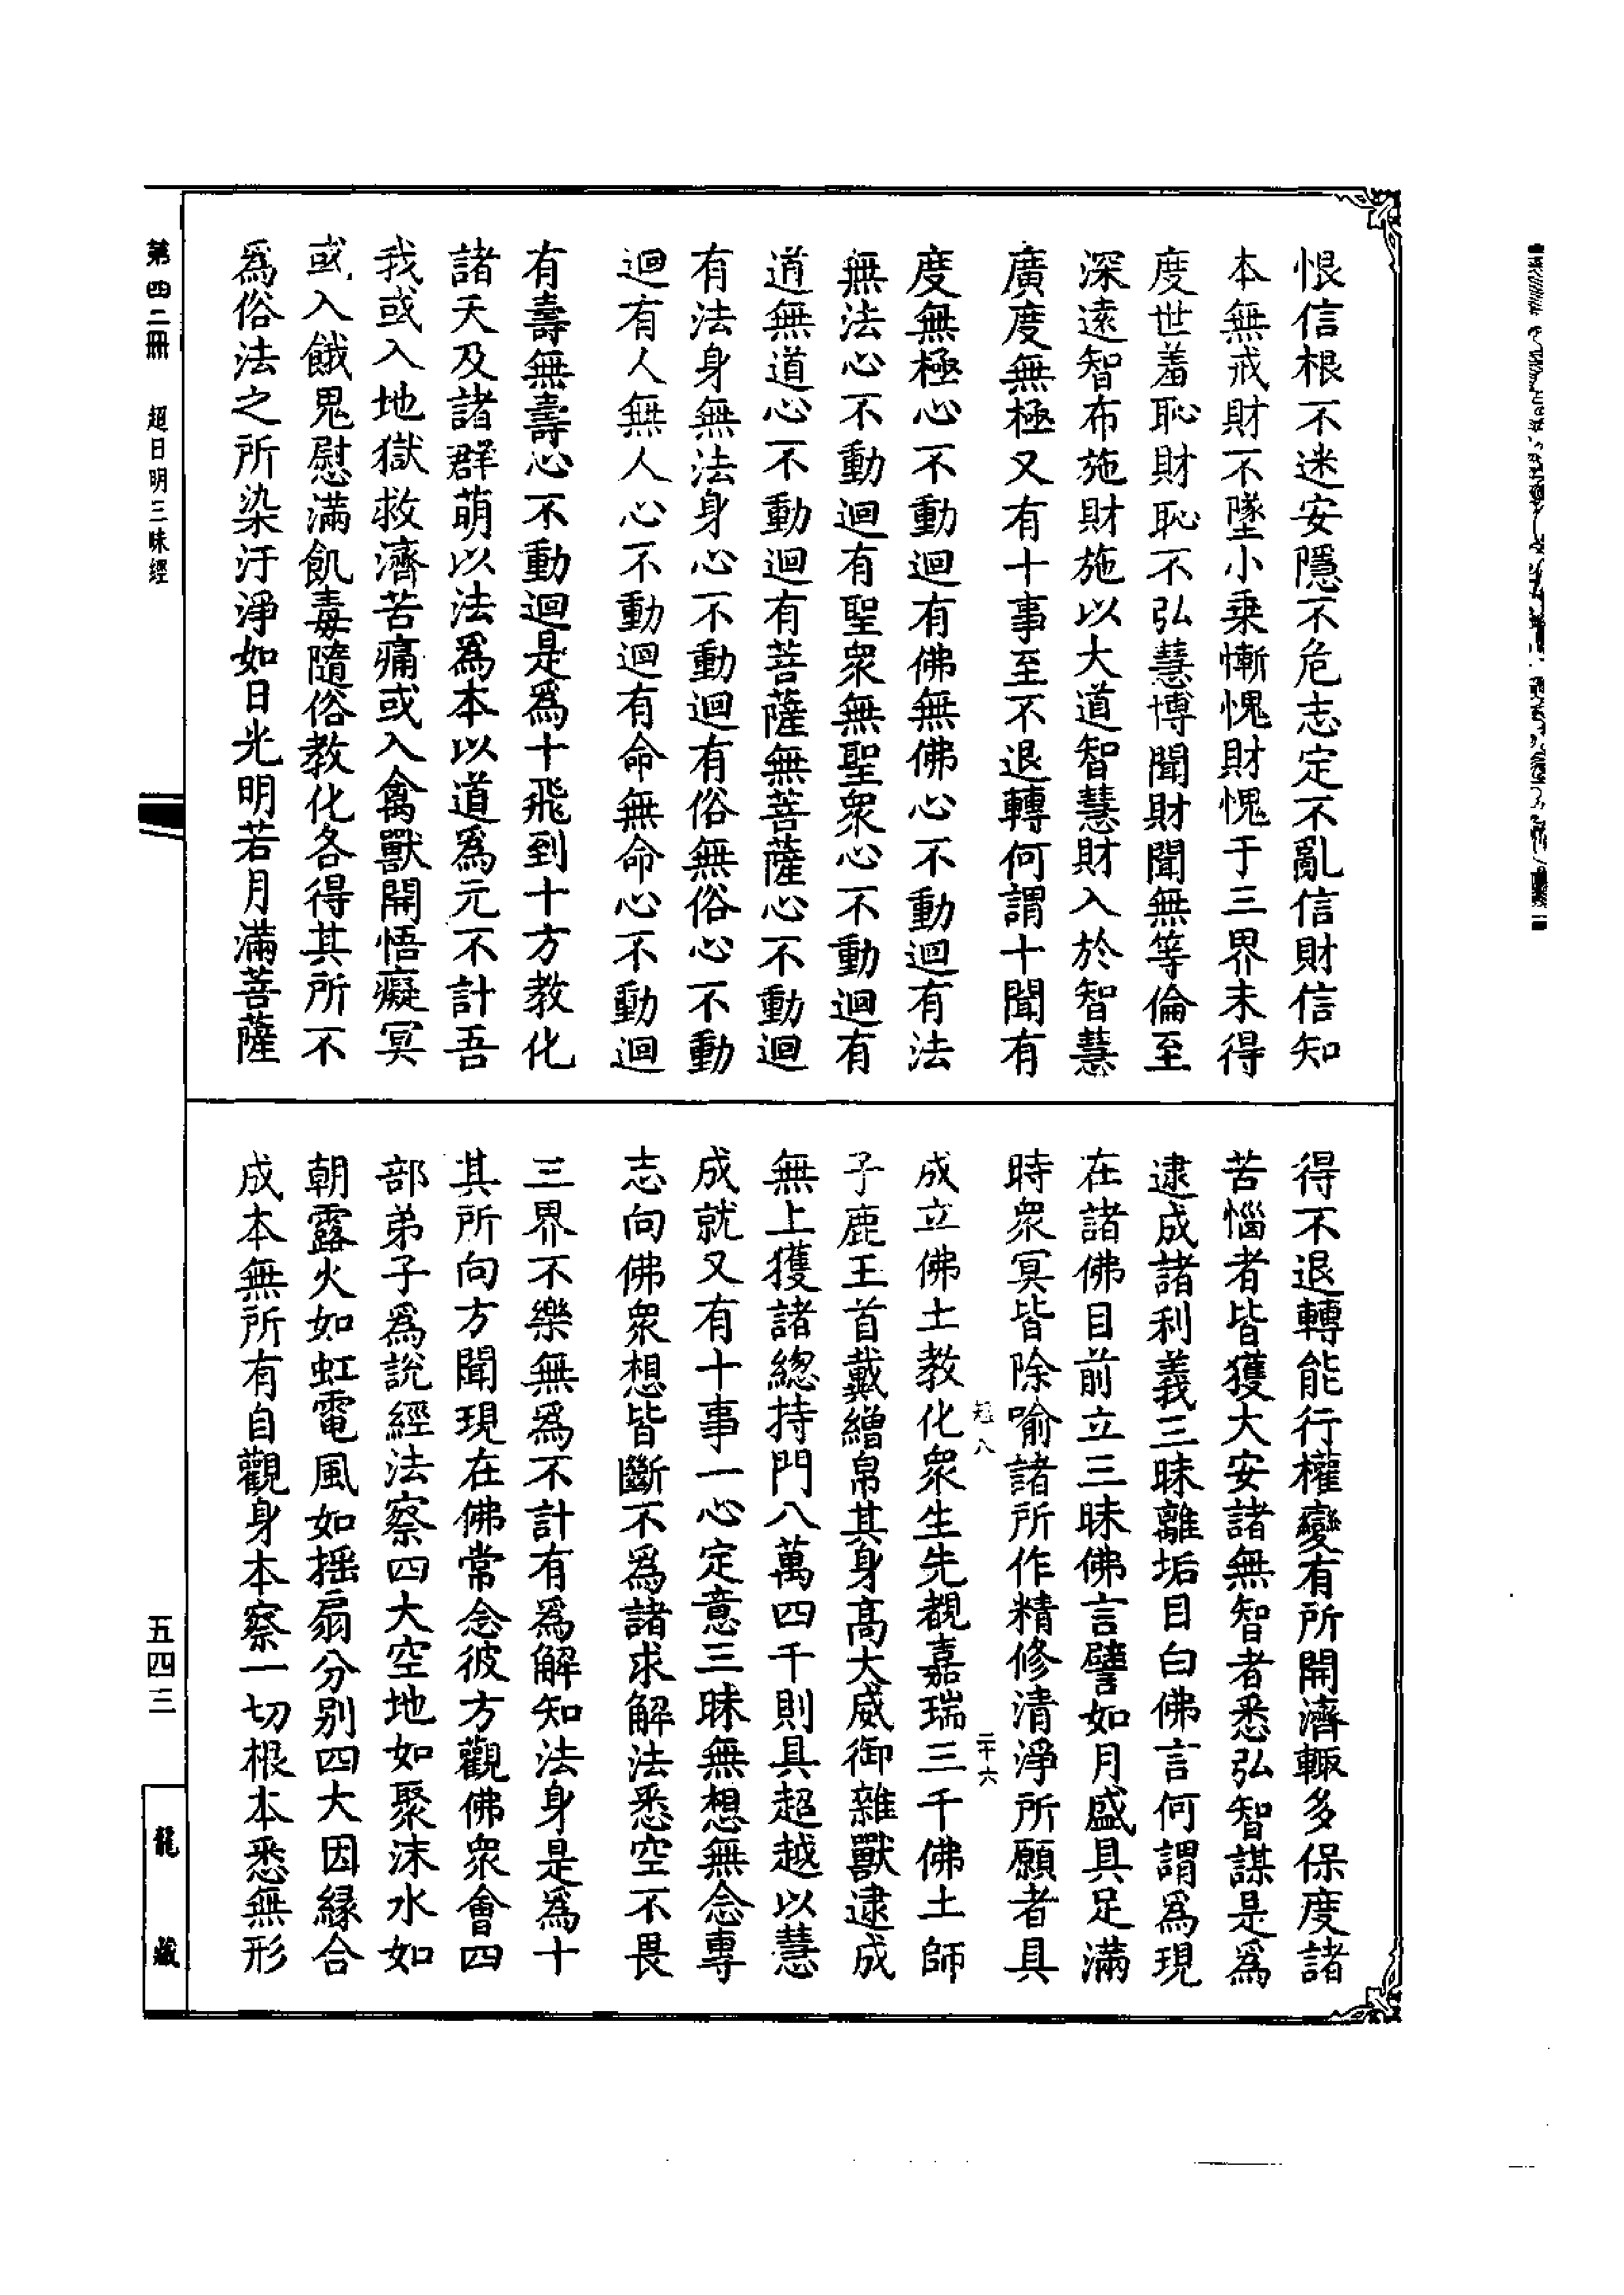 恨信根不迷安隱不危志定不亂信財信知
本無戒財不墜小乗慚愧財愧于三界未得
度世羞恥財恥不弘慧博聞財聞無等倫至
深遠智布施財施以大道智慧財入於智慧
廣度無極又有十事至不退轉何謂十聞有
度無極心不動迴有佛無佛心不動迴有法
無法心不動迴有聖衆無聖衆心不動迴有
道無道心不動迴有菩薩無菩薩心不動迴
有法身無法身心不動迴有俗無俗心不動
迴有人無人心不動迴有命無命心不動迴
有壽無壽心不動迴是爲十飛到十方教化
諸天及諸群萌以法爲本以道爲元不計吾
我或入地獄救濟苦痛或入禽獸開悟癡冥
或入餓鬼慰滿飢毒隨俗教化各得其所不
爲俗法之所染汙淨如日光明若月滿菩薩
得不退轉能行權變有所開濟輙多保度諸
苦惱者皆獲大安諸無智者悉弘智謀是爲
逮成諸利義三昧離垢目白佛言何謂爲現
在諸佛目前立三昧佛言譬如月盛具足滿
時衆冥皆除喻諸所作精修清淨所願者具
短八
二十六
成立佛土教化衆生先覩嘉瑞三千佛土師
子鹿王首戴繒帛其身高大威御雜獸逮成
無上獲諸緫持門八萬四千則具超越以慧
成就又有十事一心定意三昧無想無念專
志向佛衆想皆斷不爲諸求解法悉空不畏
三界不樂無爲不計有爲解知法身是爲十
其所向方聞現在佛常念彼方觀佛衆會四
部弟子爲說經法察四大空地如聚沫水如
朝露火如虹電風如揺扇分别四大因縁合
成本無所有自觀身本察一切根本悉無形
第四二冊
超日明三昧經
五四三
龍藏